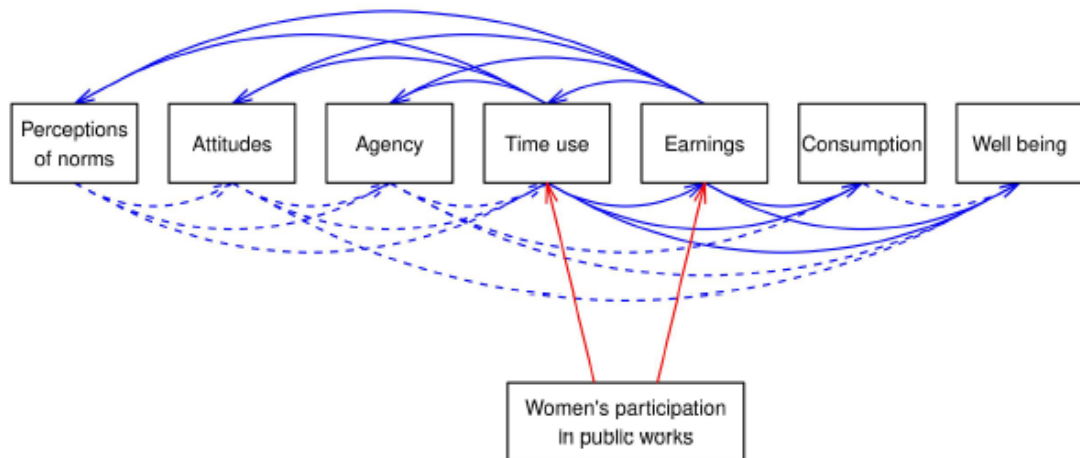 Perceptions
of norms
Attitudes
Agency
Time use
Earnings
Consumption
Well being
Women's participation
in public works